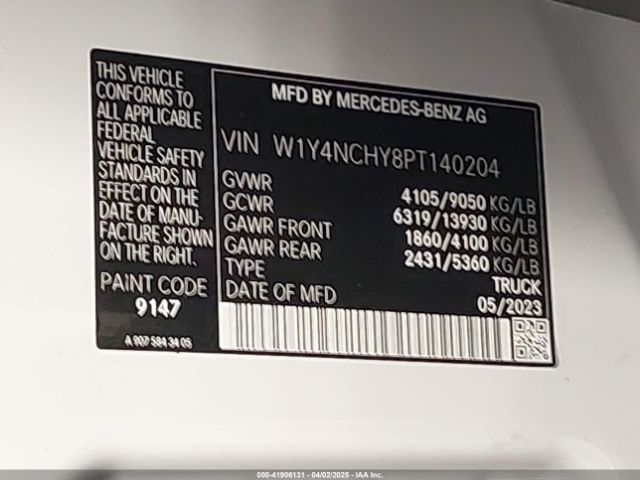 THIS VEHICLE
CONFORMS TO
ALL APPLICABLE
FEDERAL
VEHICLE SAFETY
STANDARDS IN
EFFECT ON THE
DATE OF MANU-
FACTURE SHOWN
ON THE RIGHT.
PAINT CODE
9147
A 907 584 34 05
MFD BY MERCEDES-BENZ AG
VIN W1Y4NCHY8PT140204
GVWR 4105/9050 KG/LB
GCWR 6319/13930 KG/LB
GAWR FRONT 1860/4100 KG/LB
GAWR REAR 2431/5360 KG/LB
TYPE TRUCK
DATE OF MFD 05/2023
000-41906131 - 04/02/2025 - IAA Inc.